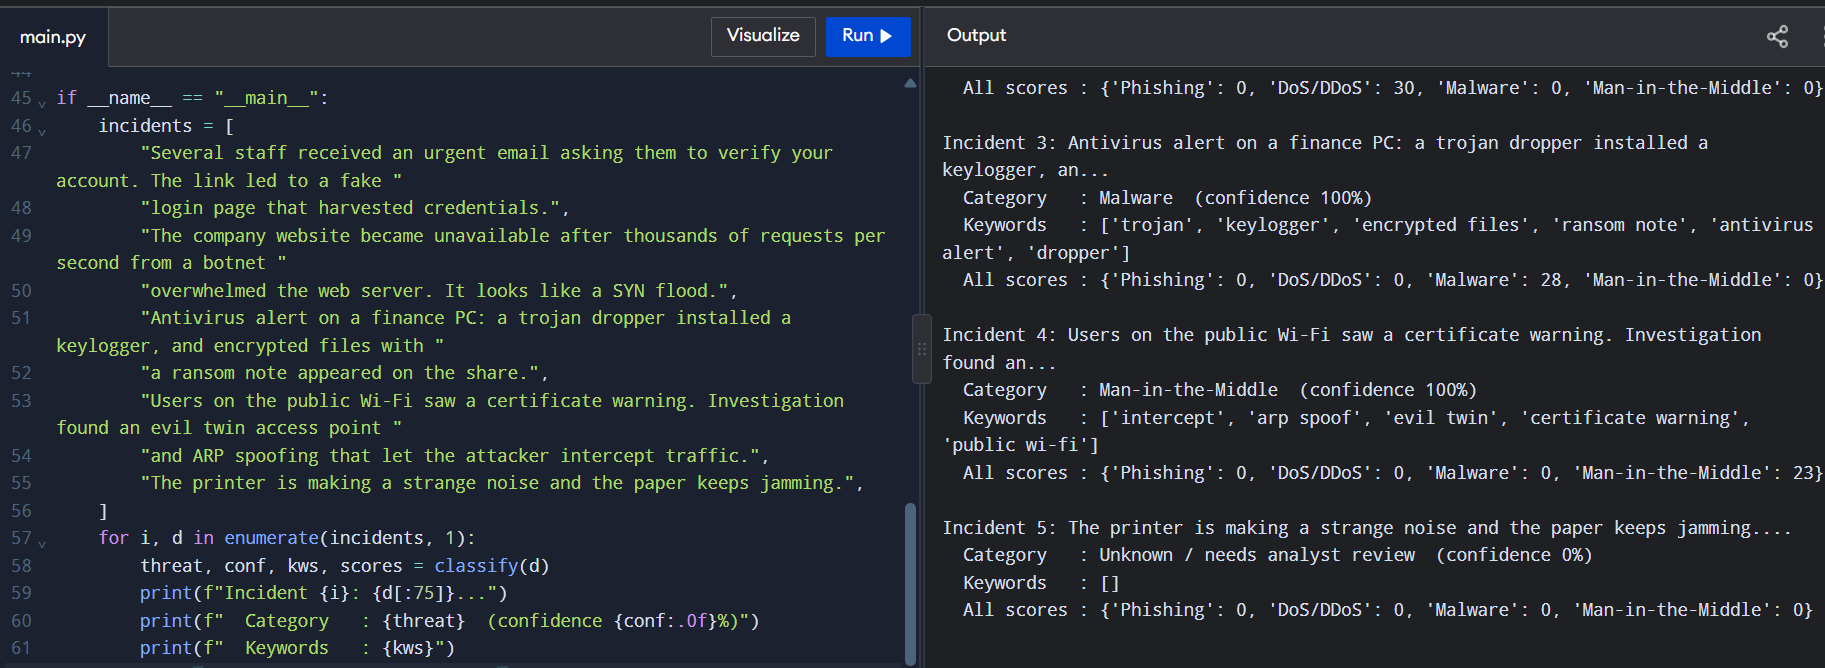 main.py
Visualize
Run
44
45 if __name__ == "__main__":
46 incidents = [
47 "Several staff received an urgent email asking them to verify your
account. The link led to a fake "
48 "login page that harvested credentials.",
49 "The company website became unavailable after thousands of requests per
second from a botnet "
50 "overwhelmed the web server. It looks like a SYN flood.",
51 "Antivirus alert on a finance PC: a trojan dropper installed a
keylogger, and encrypted files with "
52 "a ransom note appeared on the share.",
53 "Users on the public Wi-Fi saw a certificate warning. Investigation
found an evil twin access point "
54 "and ARP spoofing that let the attacker intercept traffic.",
55 "The printer is making a strange noise and the paper keeps jamming.",
56 ]
57 for i, d in enumerate(incidents, 1):
58 threat, conf, kws, scores = classify(d)
59 print(f"Incident {i}: {d[:75]}...")
60 print(f"  Category   : {threat}  (confidence {conf:.0f}%)")
61 print(f"  Keywords   : {kws}")
Output
All scores : {'Phishing': 0, 'DoS/DDoS': 30, 'Malware': 0, 'Man-in-the-Middle': 0}
Incident 3: Antivirus alert on a finance PC: a trojan dropper installed a
keylogger, an...
Category   : Malware  (confidence 100%)
Keywords   : ['trojan', 'keylogger', 'encrypted files', 'ransom note', 'antivirus
alert', 'dropper']
All scores : {'Phishing': 0, 'DoS/DDoS': 0, 'Malware': 28, 'Man-in-the-Middle': 0}
Incident 4: Users on the public Wi-Fi saw a certificate warning. Investigation
found an...
Category   : Man-in-the-Middle  (confidence 100%)
Keywords   : ['intercept', 'arp spoof', 'evil twin', 'certificate warning',
'public wi-fi']
All scores : {'Phishing': 0, 'DoS/DDoS': 0, 'Malware': 0, 'Man-in-the-Middle': 23}
Incident 5: The printer is making a strange noise and the paper keeps jamming....
Category   : Unknown / needs analyst review  (confidence 0%)
Keywords   : []
All scores : {'Phishing': 0, 'DoS/DDoS': 0, 'Malware': 0, 'Man-in-the-Middle': 0}